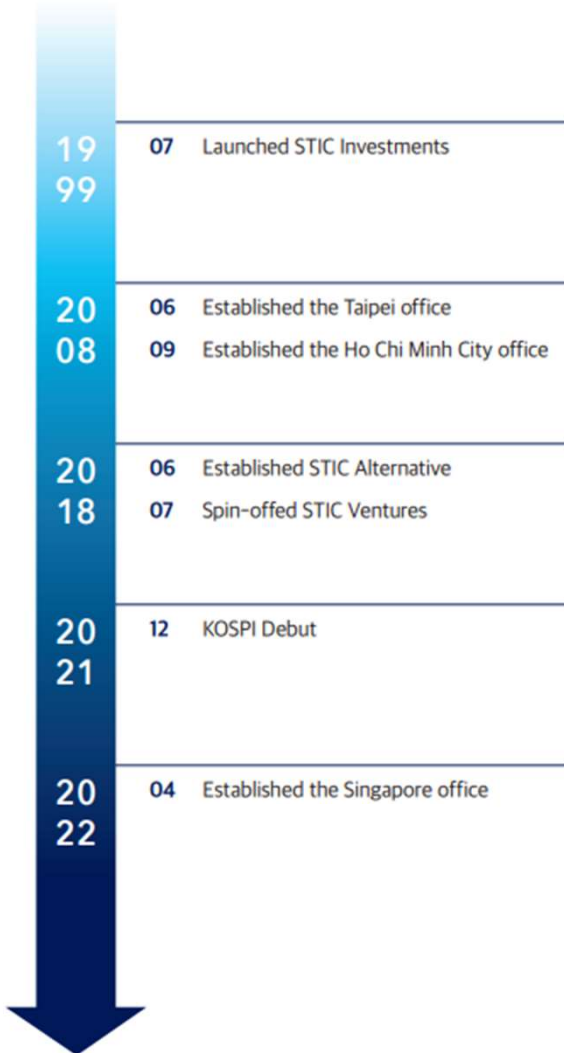 19
99
07 Launched STIC Investments
20
08
06 Established the Taipei office
09 Established the Ho Chi Minh City office
20
18
06 Established STIC Alternative
07 Spin-offed STIC Ventures
20
21
12 KOSPI Debut
20
22
04 Established the Singapore office